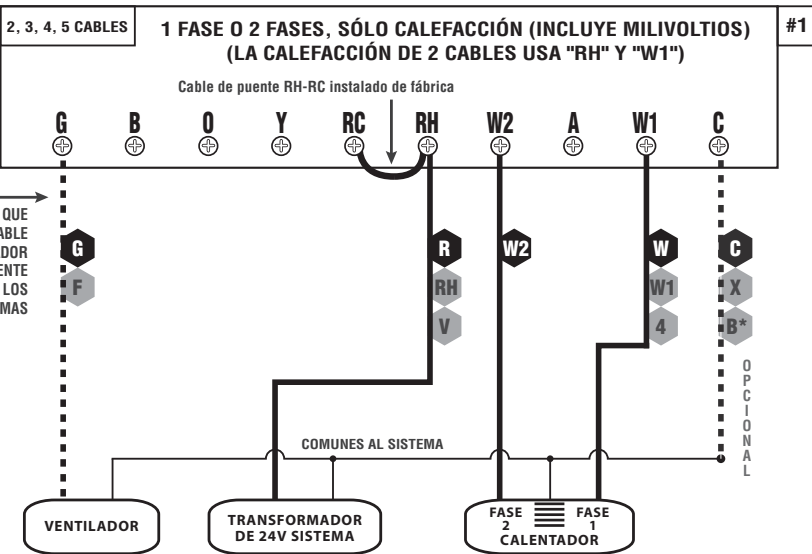 2, 3, 4, 5 CABLES
1 FASE O 2 FASES, SÓLO CALEFACCIÓN (INCLUYE MILIVOLTIOS)
(LA CALEFACCIÓN DE 2 CABLES USA "RH" Y "W1")
#1
Cable de puente RH-RC instalado de fábrica
G B O Y RC RH W2 A W1 C
QUE
ABLE
DOR
ENTE
LOS
MAS
G R W2 W C
F RH W1 X
V 4 B*
OPCIONAL
COMUNES AL SISTEMA
VENTILADOR
TRANSFORMADOR
DE 24V SISTEMA
FASE FASE
2 1
CALENTADOR